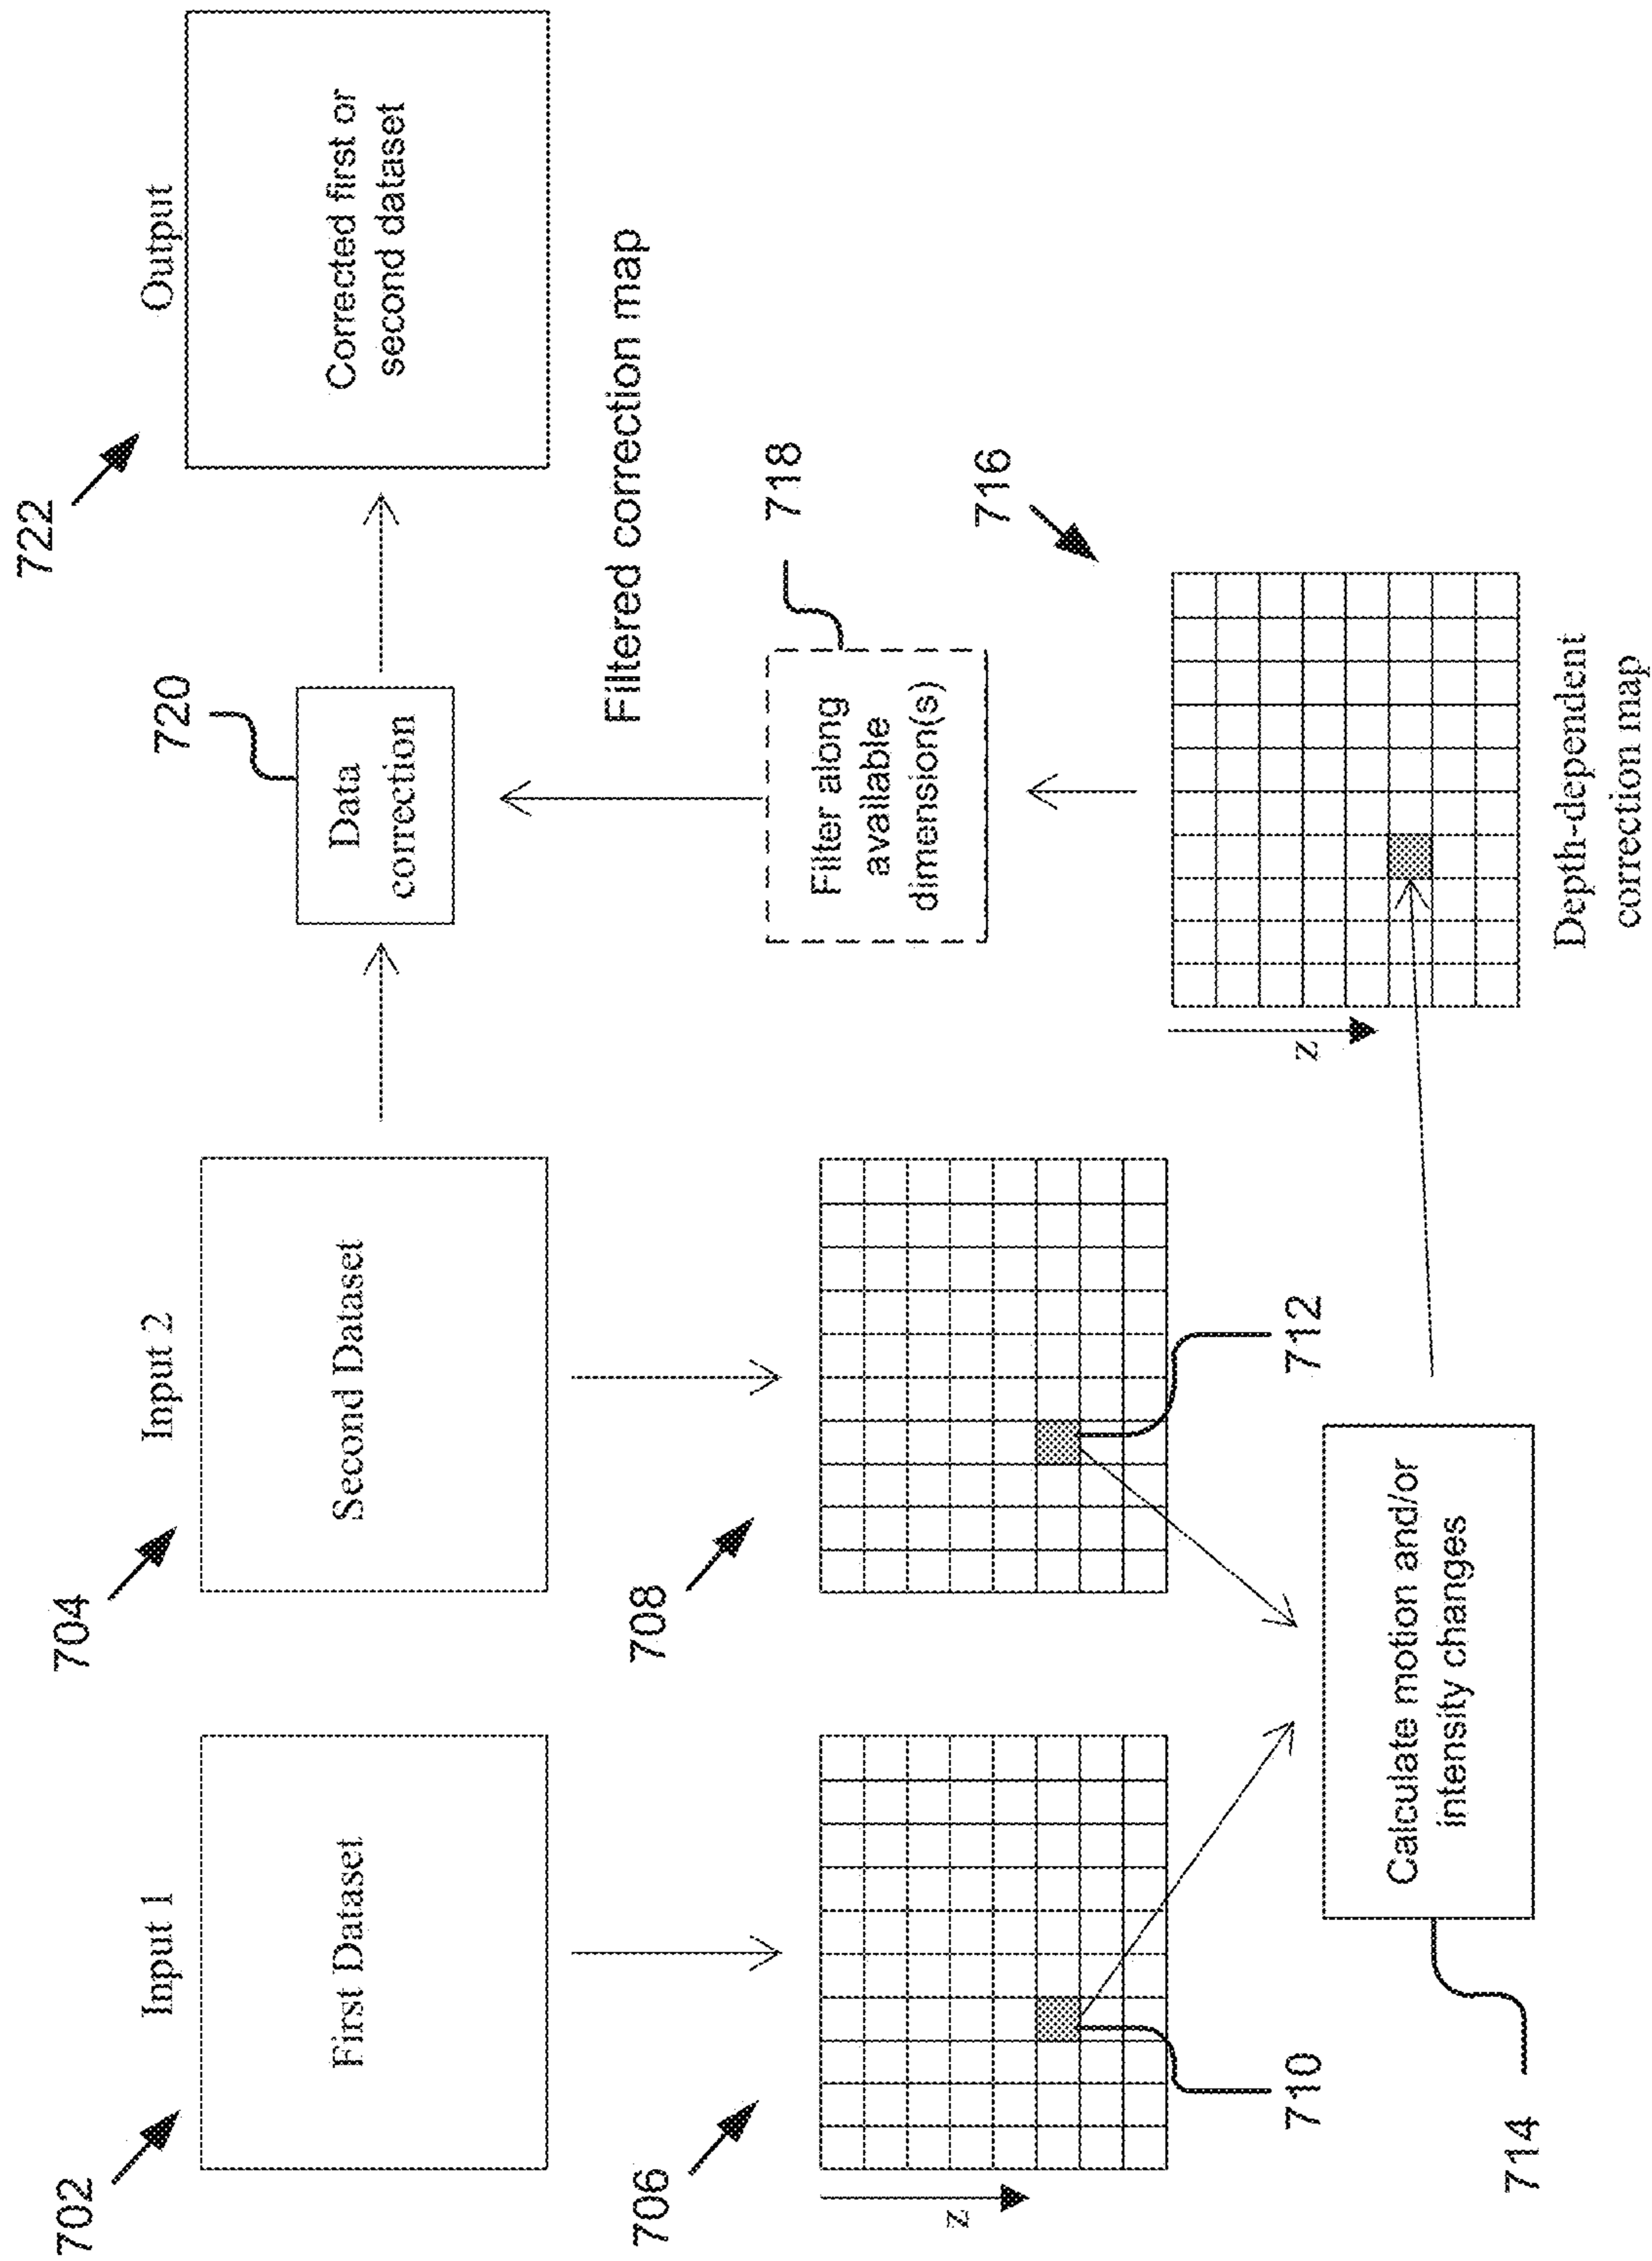 702
Input 1
First Dataset
704
Input 2
Second Dataset
720
Data
correction
722
Output
Corrected first or
second dataset
Filtered correction map
706
z
710
708
712
718
Filter along
available
dimension(s)
716
z
Depth-dependent
correction map
714
Calculate motion and/or
intensity changes